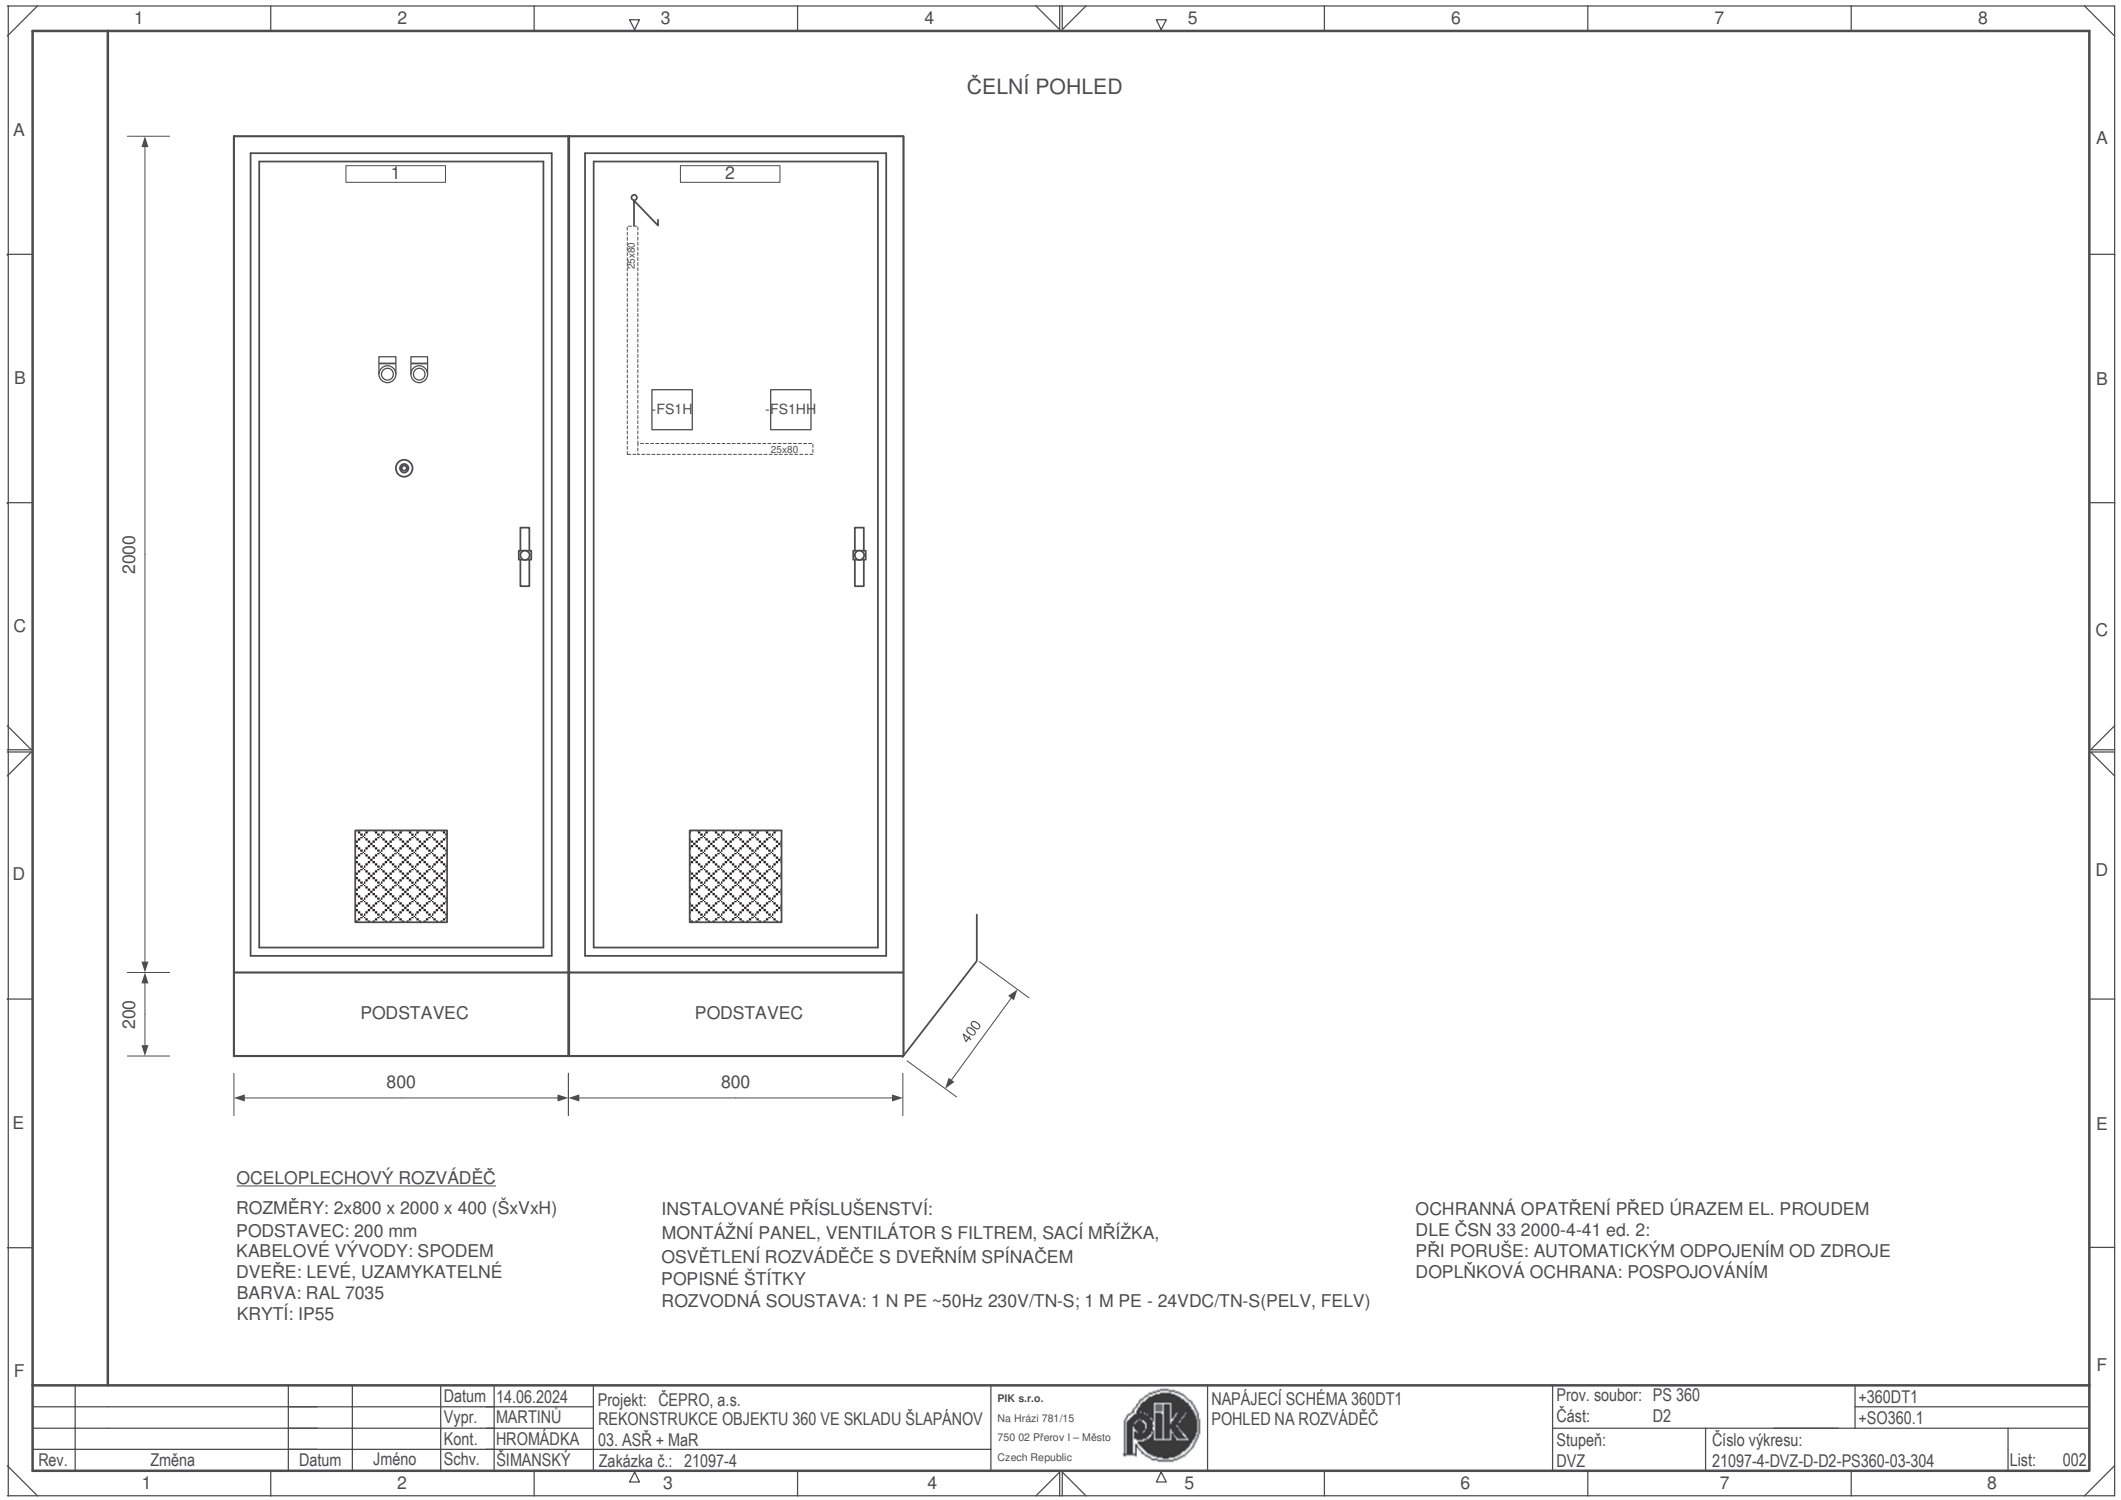 1 2 3 4 5 6 7 8
ČELNÍ POHLED
A A
1 2
25x80
B B
-FS1H -FS1HH
25x80
2000
C C
D D
200
PODSTAVEC PODSTAVEC
400
800 800
E E
OCELOPLECHOVÝ ROZVÁDĚČ
ROZMĚRY: 2x800 x 2000 x 400 (ŠxVxH)
PODSTAVEC: 200 mm
KABELOVÉ VÝVODY: SPODEM
DVEŘE: LEVÉ, UZAMYKATELNÉ
BARVA: RAL 7035
KRYTÍ: IP55
INSTALOVANÉ PŘÍSLUŠENSTVÍ:
MONTÁŽNÍ PANEL, VENTILÁTOR S FILTREM, SACÍ MŘÍŽKA,
OSVĚTLENÍ ROZVÁDĚČE S DVEŘNÍM SPÍNAČEM
POPISNÉ ŠTÍTKY
ROZVODNÁ SOUSTAVA: 1 N PE ~50Hz 230V/TN-S; 1 M PE - 24VDC/TN-S(PELV, FELV)
OCHRANNÁ OPATŘENÍ PŘED ÚRAZEM EL. PROUDEM
DLE ČSN 33 2000-4-41 ed. 2:
PŘI PORUŠE: AUTOMATICKÝM ODPOJENÍM OD ZDROJE
DOPLŇKOVÁ OCHRANA: POSPOJOVÁNÍM
F F
Rev. Změna Datum Jméno
Datum 14.06.2024
Vypr. MARTINŮ
Kont. HROMÁDKA
Schv. ŠIMANSKÝ
Projekt: ČEPRO, a.s.
REKONSTRUKCE OBJEKTU 360 VE SKLADU ŠLAPÁNOV
03. ASŘ + MaR
Zakázka č.: 21097-4
PIK s.r.o.
Na Hrázi 781/15
750 02 Přerov I – Město
Czech Republic
pik
NAPÁJECÍ SCHÉMA 360DT1
POHLED NA ROZVÁDĚČ
Prov. soubor: PS 360
Část: D2
+360DT1
+SO360.1
Stupeň:
DVZ
Číslo výkresu:
21097-4-DVZ-D-D2-PS360-03-304
List: 002
1 2 3 4 5 6 7 8